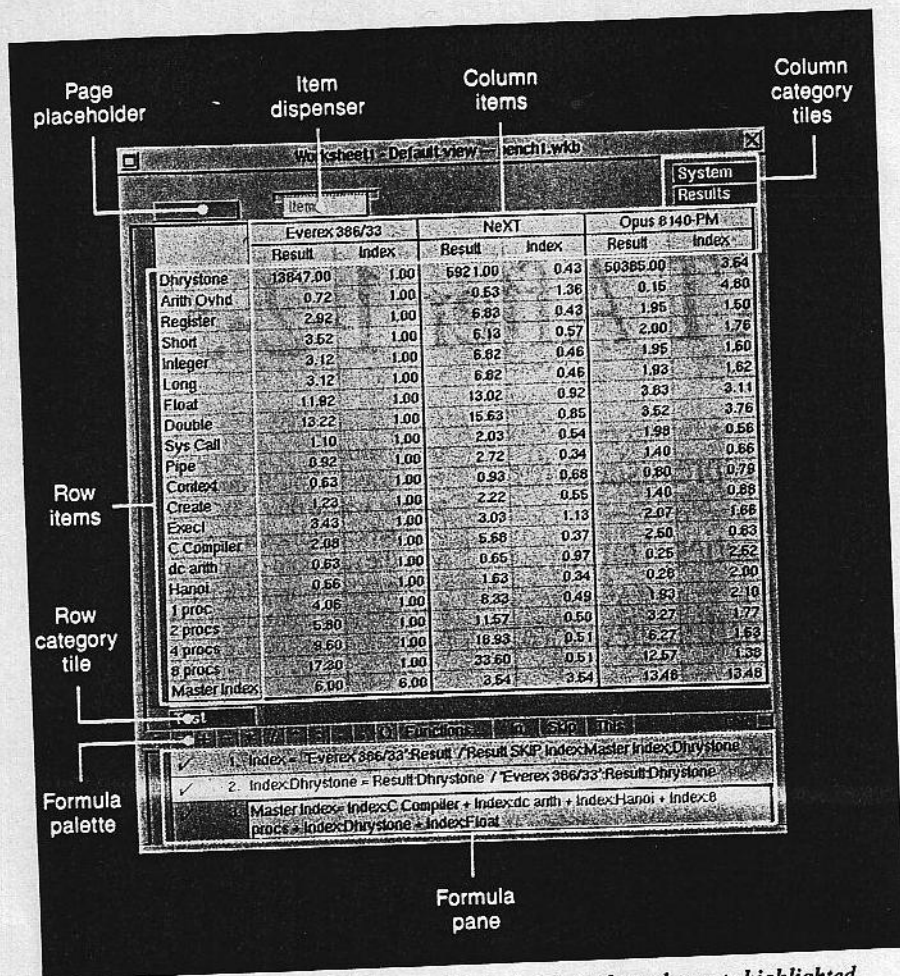 Page placeholder
Item dispenser
Column items
Column category tiles
Worksheet1 - Default view — bench1.wkb
System
Results
Item
Everex 386/33 NeXT Opus 8140-PM
Result Index Result Index Result Index
Dhrystone 13847.00 1.00 5921.00 0.43 50385.00 3.64
Arith Ovhd 0.72 1.00 0.53 1.36 0.15 4.80
Register 2.92 1.00 6.83 0.43 1.95 1.50
Short 3.52 1.00 6.13 0.57 2.00 1.76
Integer 3.12 1.00 6.82 0.46 1.95 1.60
Long 3.12 1.00 6.82 0.46 1.93 1.62
Float 11.92 1.00 13.02 0.92 3.83 3.11
Double 13.22 1.00 15.63 0.85 3.52 3.76
Sys Call 1.10 1.00 2.03 0.54 1.98 0.56
Pipe 0.92 1.00 2.72 0.34 1.40 0.66
Context 0.63 1.00 0.93 0.68 0.80 0.79
Create 1.23 1.00 2.22 0.55 1.40 0.88
Execl 3.43 1.00 3.03 1.13 2.07 1.66
C Compiler 2.08 1.00 5.68 0.37 2.50 0.83
dc arith 0.63 1.00 0.65 0.97 0.25 2.52
Hanoi 0.56 1.00 1.63 0.34 0.28 2.00
1 proc 4.06 1.00 8.33 0.49 1.93 2.10
2 procs 5.80 1.00 11.57 0.50 3.27 1.77
4 procs 9.60 1.00 18.93 0.51 6.27 1.53
8 procs 17.30 1.00 33.60 0.51 12.57 1.38
Master Index 6.00 6.00 3.54 3.54 13.48 13.48
Row items
Row category tile
Test
Functions Skip This
Formula palette
1. Index = "Everex 386/33":Result / Result SKIP Index:Master Index:Dhrystone
2. Index:Dhrystone = Result:Dhrystone / "Everex 386/33":Result:Dhrystone
Master Index= Index:C Compiler + Index:dc arith + Index:Hanoi + Index:8
procs + Index:Dhrystone + Index:Float
Formula pane
highlighted